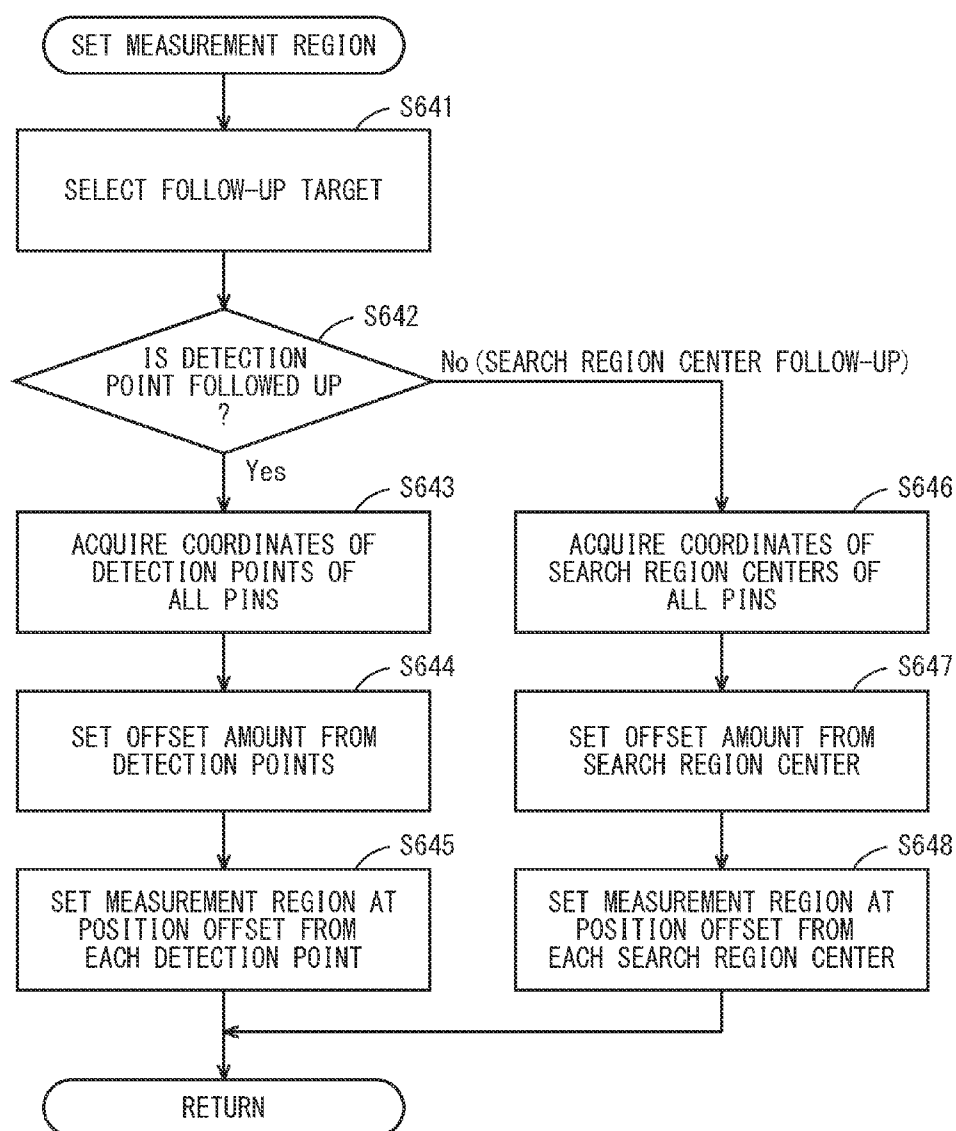 SET MEASUREMENT REGION
S641
SELECT FOLLOW-UP TARGET
S642
IS DETECTION
POINT FOLLOWED UP
?
No (SEARCH REGION CENTER FOLLOW-UP)
Yes
S643
ACQUIRE COORDINATES OF
DETECTION POINTS OF
ALL PINS
S646
ACQUIRE COORDINATES OF
SEARCH REGION CENTERS OF
ALL PINS
S644
SET OFFSET AMOUNT FROM
DETECTION POINTS
S647
SET OFFSET AMOUNT FROM
SEARCH REGION CENTER
S645
SET MEASUREMENT REGION AT
POSITION OFFSET FROM
EACH DETECTION POINT
S648
SET MEASUREMENT REGION AT
POSITION OFFSET FROM
EACH SEARCH REGION CENTER
RETURN